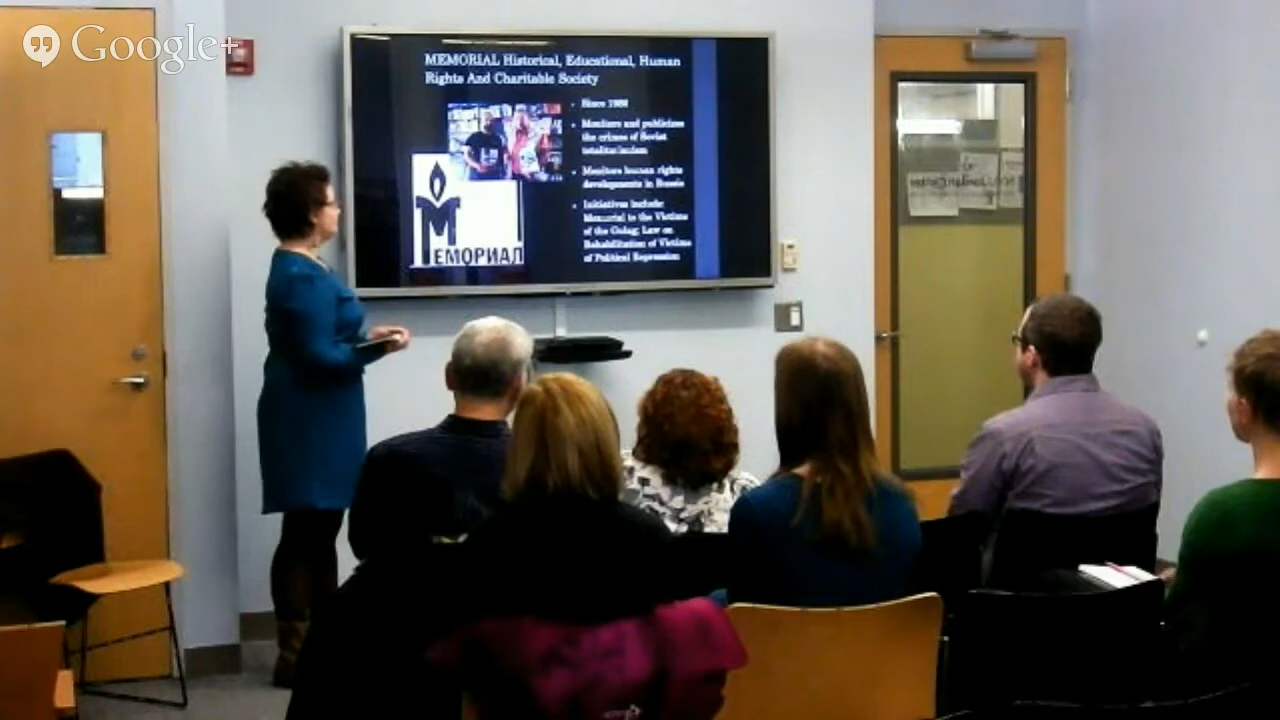 Google+
MEMORIAL Historical, Educational, Human
Rights And Charitable Society
Since 1988
Monitors and publicizes
the crimes of Soviet
totalitarianism
Monitors human rights
developments in Russia
Initiatives include:
Memorial to the Victims
of the Gulag; Law on
Rehabilitation of Victims
of Political Repression
МЕМОРИАЛ